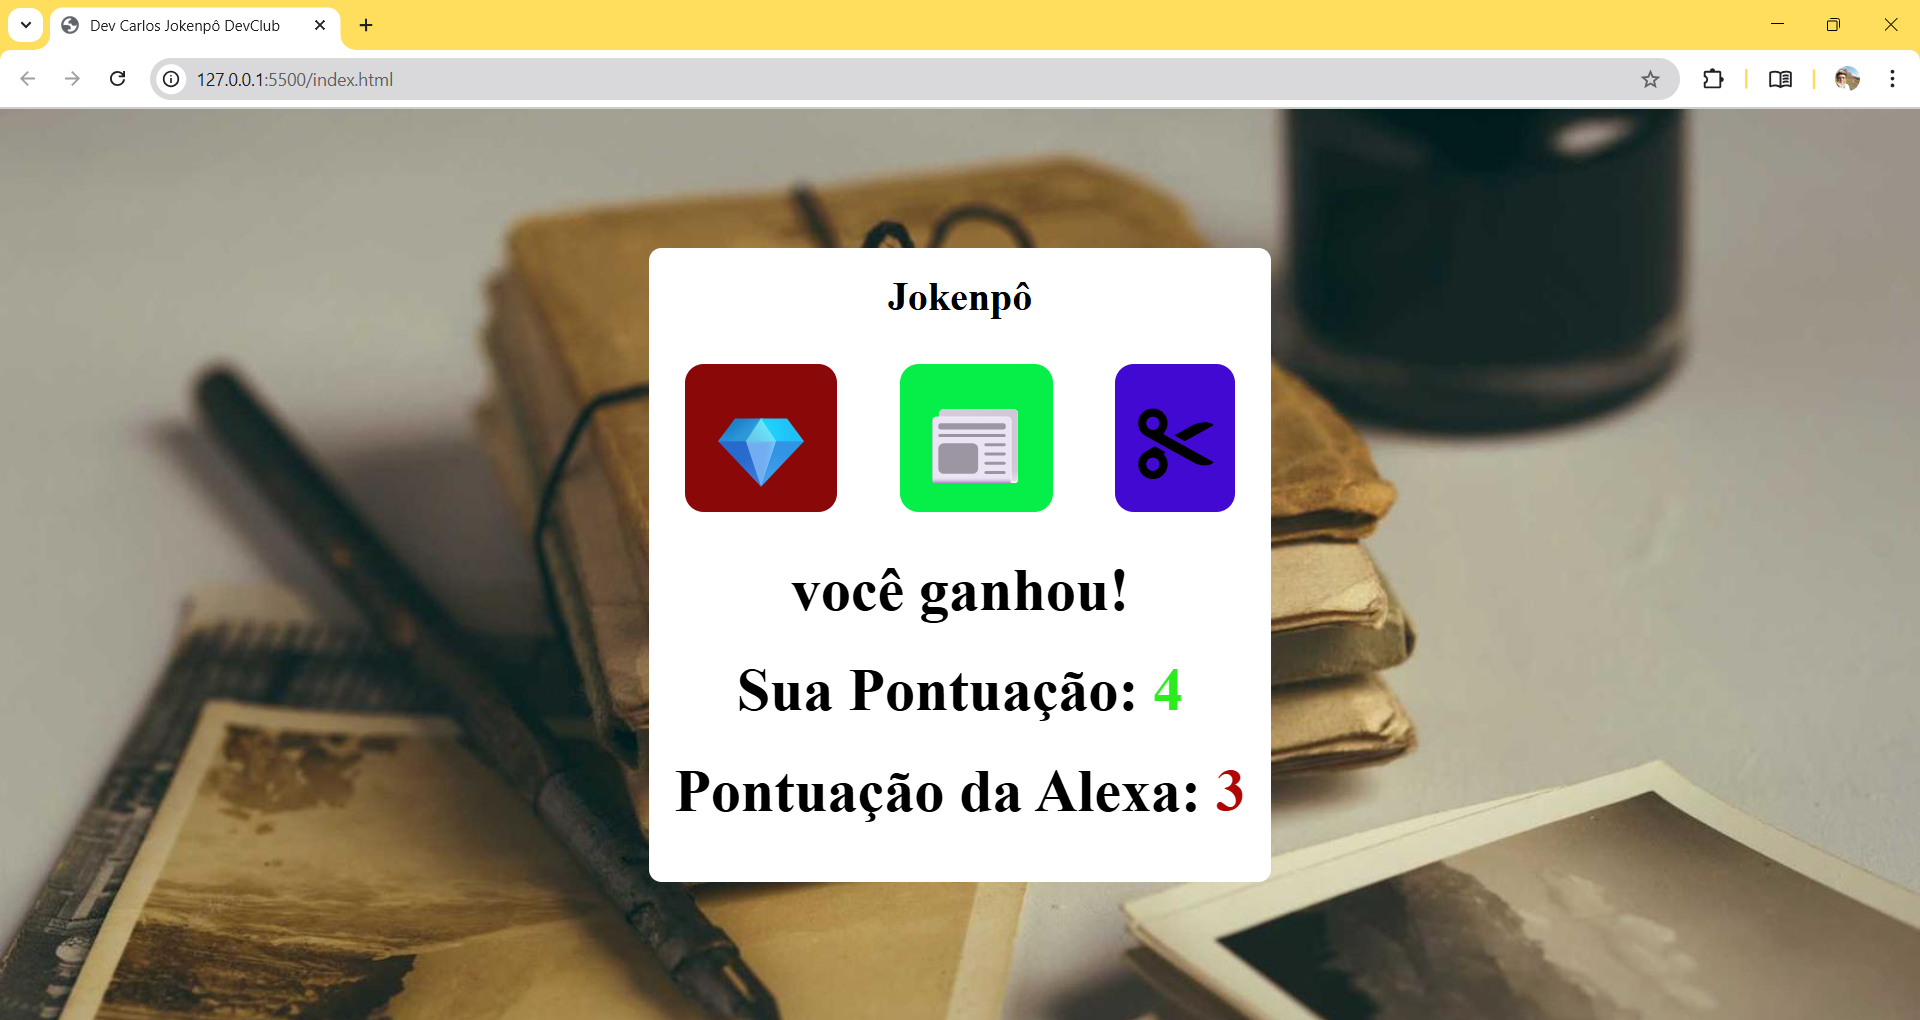 Dev Carlos Jokenpô DevClub
127.0.0.1:5500/index.html
Jokenpô
você ganhou!
Sua Pontuação: 4
Pontuação da Alexa: 3